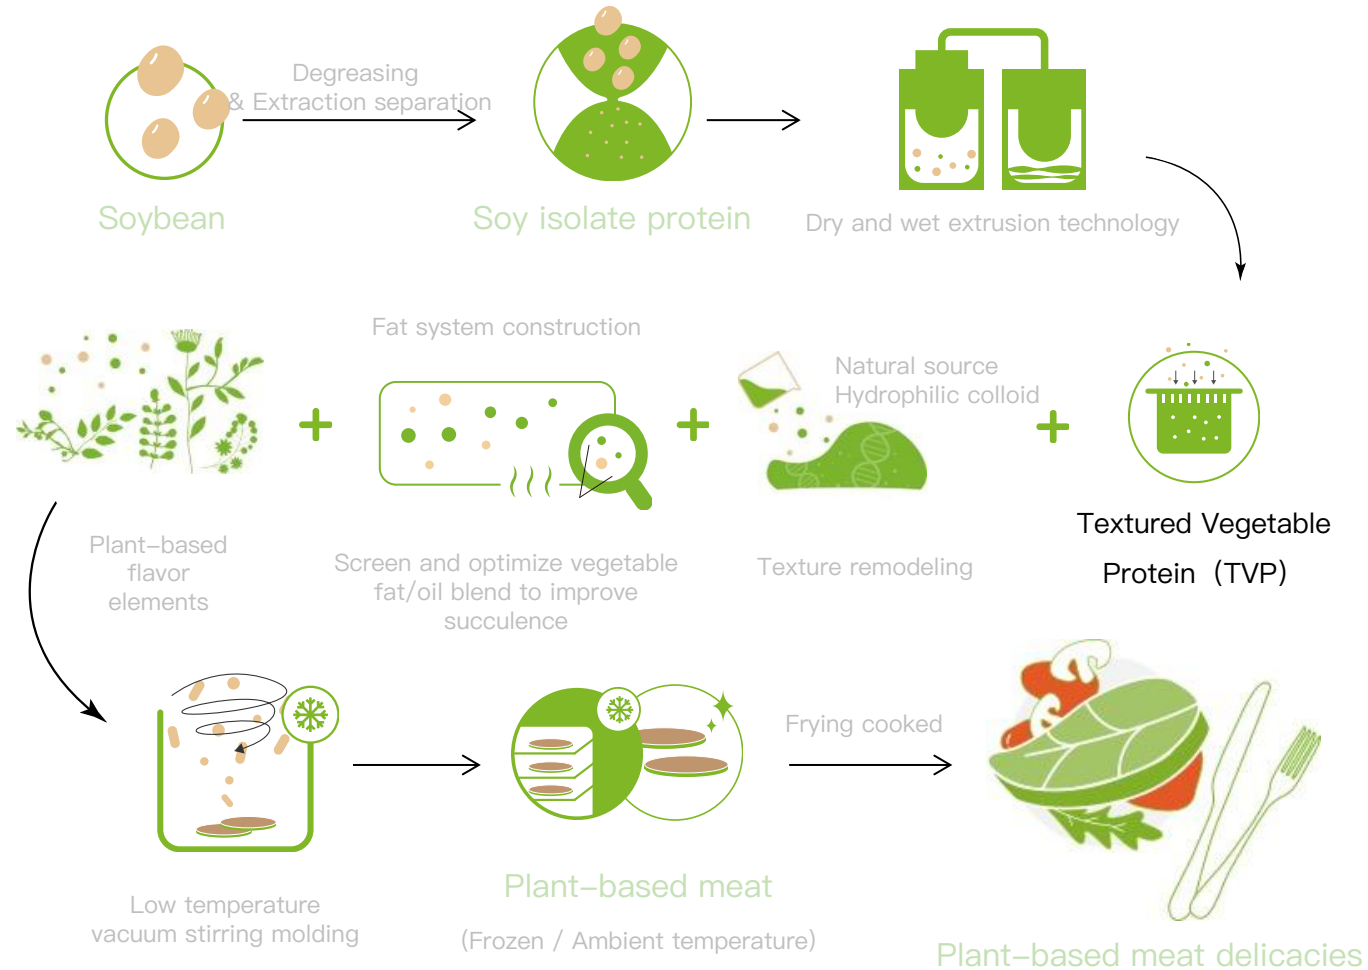 Degreasing
& Extraction separation
Soybean
Soy isolate protein
Dry and wet extrusion technology
Fat system construction
Natural source
Hydrophilic colloid
Plant-based
flavor
elements
Screen and optimize vegetable
fat/oil blend to improve
succulence
Texture remodeling
Textured Vegetable
Protein（TVP）
Frying cooked
Low temperature
vacuum stirring molding
Plant-based meat
(Frozen / Ambient temperature)
Plant-based meat delicacies